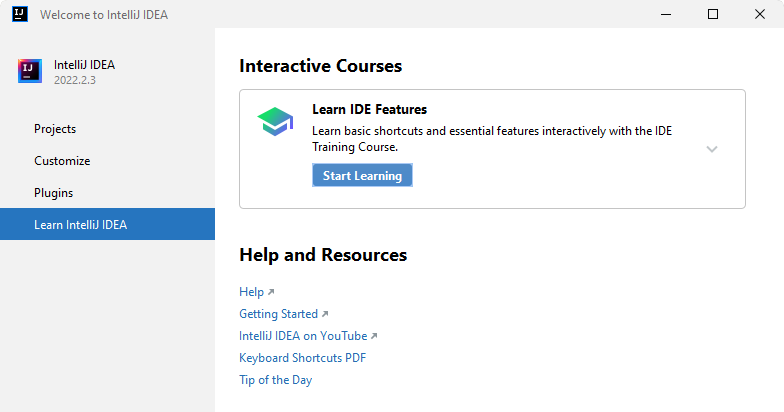 Welcome to IntelliJ IDEA
IJ
IntelliJ IDEA
2022.2.3
Projects
Customize
Plugins
Learn IntelliJ IDEA
Interactive Courses
Learn IDE Features
Learn basic shortcuts and essential features interactively with the IDE
Training Course.
Start Learning
Help and Resources
Help
Getting Started
IntelliJ IDEA on YouTube
Keyboard Shortcuts PDF
Tip of the Day